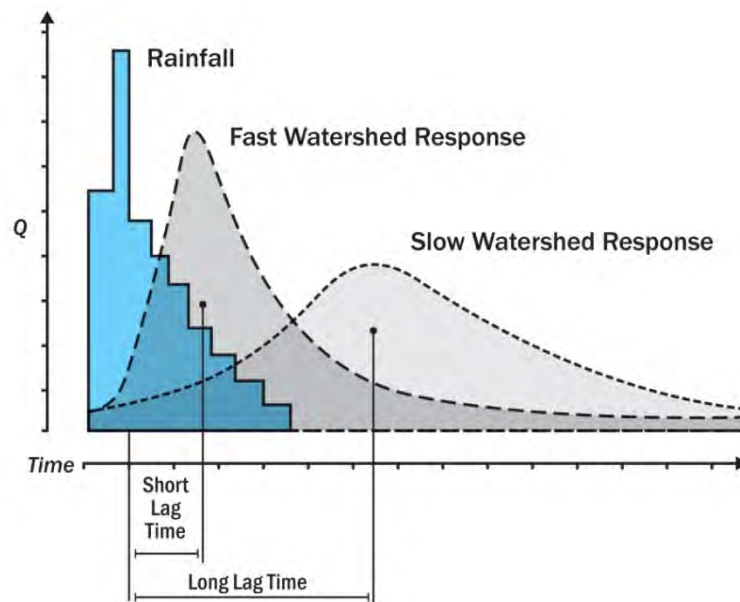 Rainfall
Fast Watershed Response
Q
Slow Watershed Response
Time
Short
Lag
Time
Long Lag Time